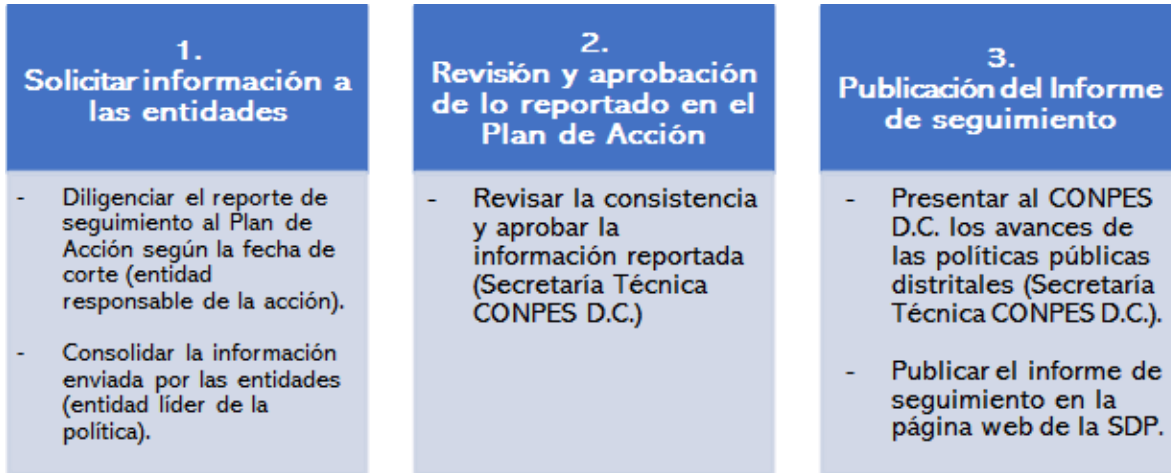 1.
Solicitar información a
las entidades
- Diligenciar el reporte de
seguimiento al Plan de
Acción según la fecha de
corte (entidad
responsable de la acción).
- Consolidar la información
enviada por las entidades
(entidad líder de la
política).
2.
Revisión y aprobación
de lo reportado en el
Plan de Acción
- Revisar la consistencia
y aprobar la
información reportada
(Secretaría Técnica
CONPES D.C.)
3.
Publicación del Informe
de seguimiento
- Presentar al CONPES
D.C. los avances de
las políticas públicas
distritales (Secretaría
Técnica CONPES D.C.).
- Publicar el informe de
seguimiento en la
página web de la SDP.